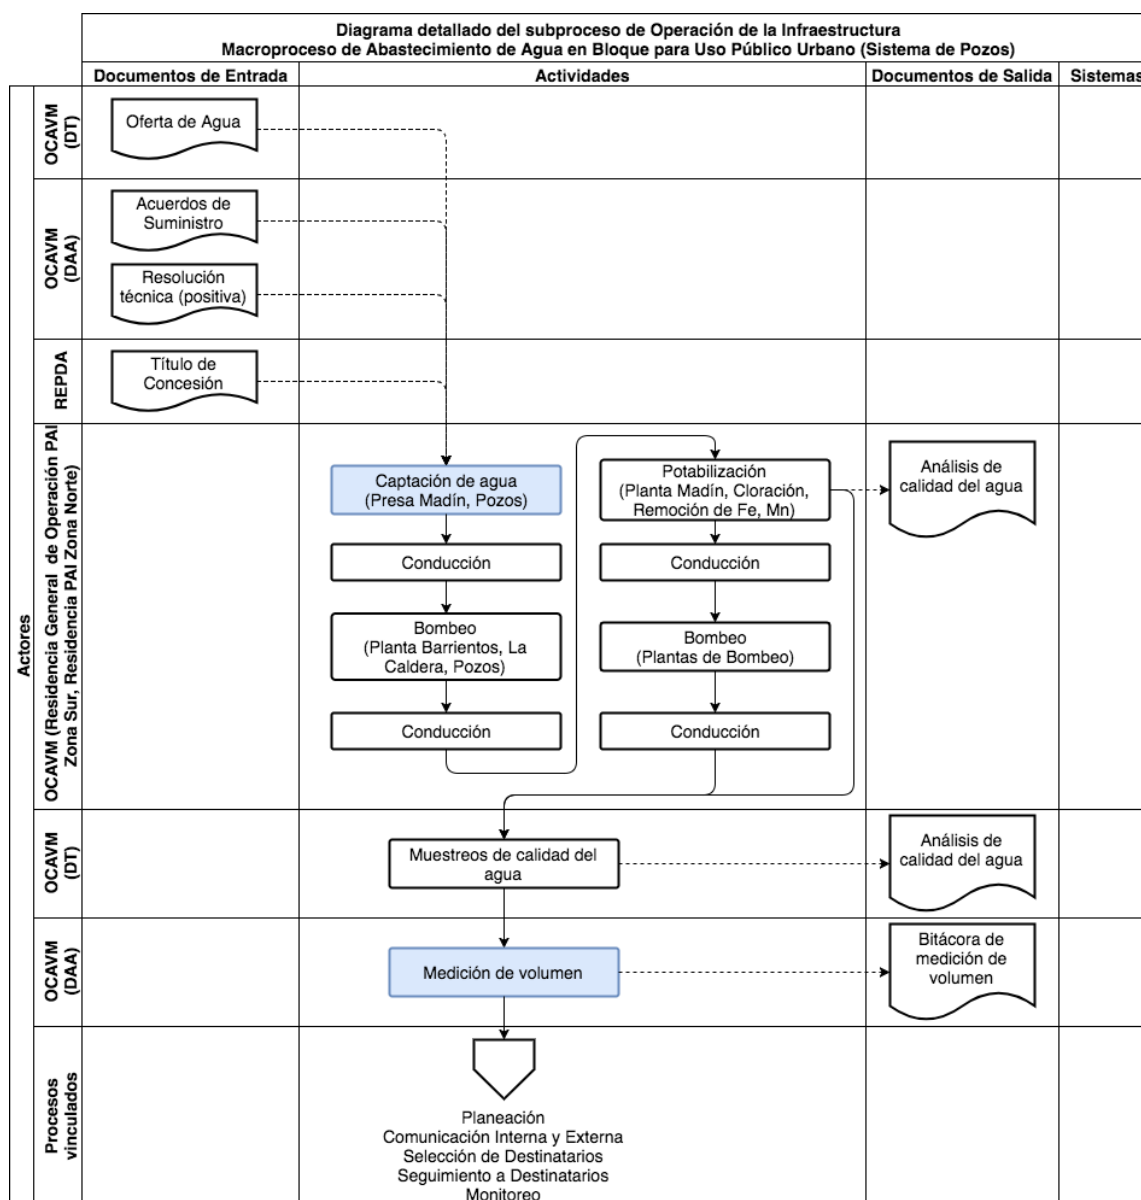 Diagrama detallado del subproceso de Operación de la Infraestructura
Macroproceso de Abastecimiento de Agua en Bloque para Uso Público Urbano (Sistema de Pozos)
Documentos de Entrada
Actividades
Documentos de Salida
Sistemas
Actores
OCAVM
(DT)
Oferta de Agua
OCAVM
(DAA)
Acuerdos de
Suministro
Resolución
técnica (positiva)
REPDA
Título de
Concesión
OCAVM (Residencia General de Operación PAI
Zona Sur, Residencia PAI Zona Norte)
Captación de agua
(Presa Madín, Pozos)
Conducción
Bombeo
(Planta Barrientos, La
Caldera, Pozos)
Conducción
Potabilización
(Planta Madín, Cloración,
Remoción de Fe, Mn)
Conducción
Bombeo
(Plantas de Bombeo)
Conducción
Análisis de
calidad del agua
OCAVM
(DT)
Muestreos de calidad del
agua
Análisis de
calidad del agua
OCAVM
(DAA)
Medición de volumen
Bitácora de
medición de
volumen
Procesos
vinculados
Planeación
Comunicación Interna y Externa
Selección de Destinatarios
Seguimiento a Destinatarios
Monitoreo